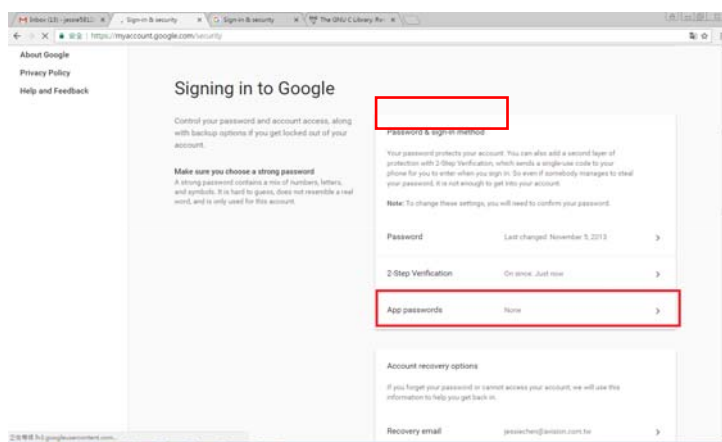 Sign-in & security
Sign-in & security
The GNU C Library
https://myaccount.google.com/security
About Google
Privacy Policy
Help and Feedback
Signing in to Google
Control your password and account access, along
with backup options if you get locked out of your
account.
Make sure you choose a strong password
A strong password contains a mix of numbers, letters,
and symbols. It is hard to guess, does not resemble a real
word, and is only used for this account.
Password & sign-in method
Your password protects your account. You can also add a second layer of
protection with 2-Step Verification, which sends a single-use code to your
phone for you to enter when you sign in. So even if somebody manages to steal
your password, it is not enough to get into your account.
Note: To change these settings, you will need to confirm your password.
Password Last changed: November 5, 2013
2-Step Verification On since: Just now
App passwords None
Account recovery options
If you forget your password or cannot access your account, we will use this
information to help you get back in.
Recovery email jessiechen@avision.com.tw